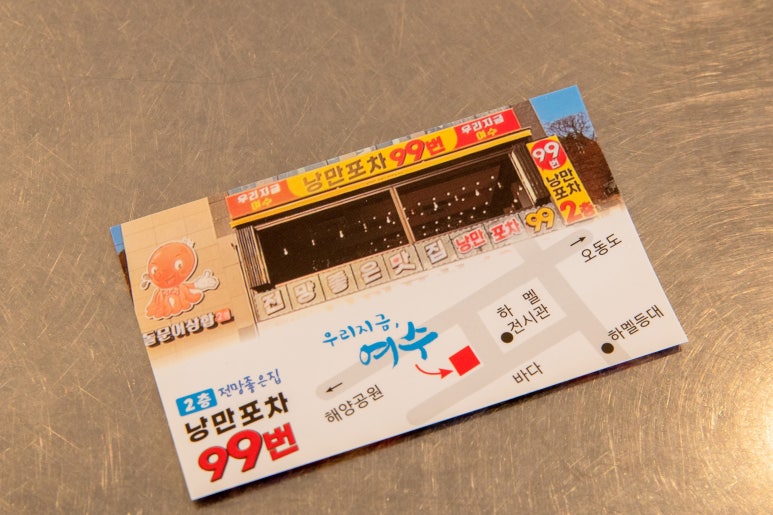 우리지금
여수
낭만포차 99번
우리지금
여수
99
번
낭만
포차
2층
전망좋은맛집 낭만 포차 99
오동도
하멜
전시관
하멜등대
우리지금,
여수
바다
해양공원
2층 전망좋은집
낭만포차
99번